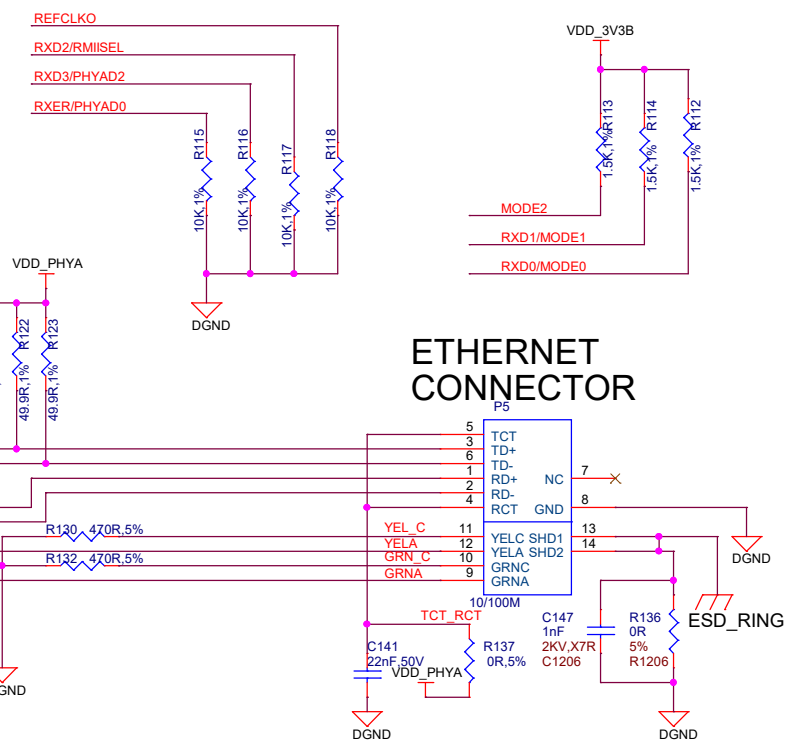 REFCLKO
RXD2/RMIISEL
RXD3/PHYAD2
RXER/PHYAD0
R115
10K,1%
R116
10K,1%
R117
10K,1%
R118
10K,1%
DGND
VDD_3V3B
R113
1.5K,1%
R114
1.5K,1%
R112
1.5K,1%
MODE2
RXD1/MODE1
RXD0/MODE0
VDD_PHYA
R122
49.9R,1%
R123
49.9R,1%
ETHERNET
CONNECTOR
P5
5 TCT
3 TD+
6 TD-
1 RD+ NC 7
2 RD-
4 RCT GND 8
R130 470R,5%
YEL_C 11 YELC SHD1 13
YELA 12 YELA SHD2 14
R132 470R,5%
GRN_C 10 GRNC
GRNA 9 GRNA
10/100M
DGND
ESD_RING
TCT_RCT
C141
22nF,50V
R137
0R,5%
VDD_PHYA
C147
1nF
2KV,X7R
C1206
R136
0R
5%
R1206
GND
DGND
DGND